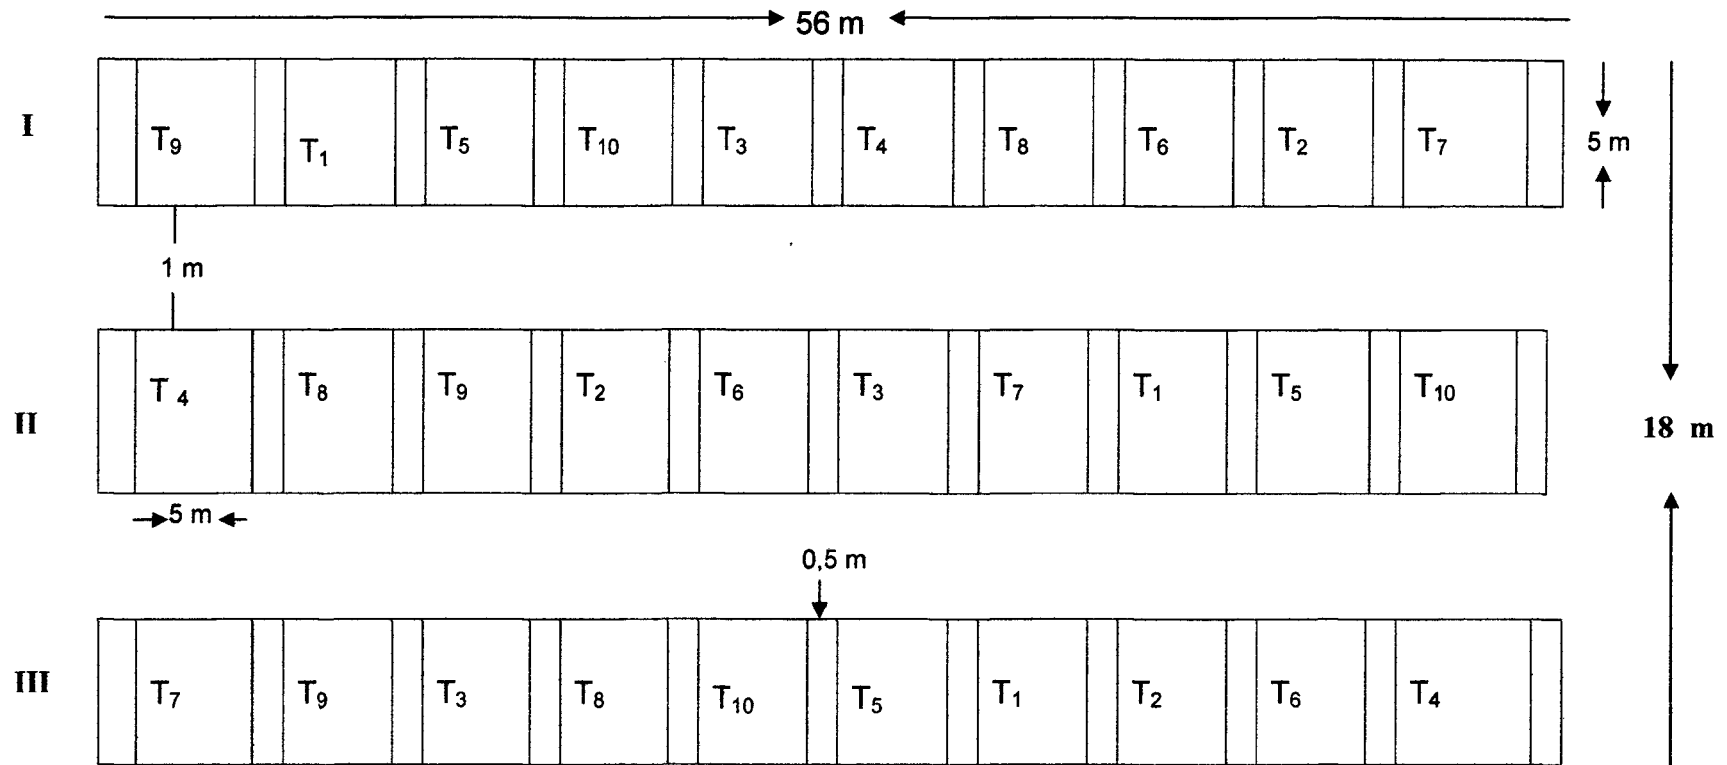 56 m
I T₉ T₁ T₅ T₁₀ T₃ T₄ T₈ T₆ T₂ T₇ 5 m
1 m
II T₄ T₈ T₉ T₂ T₆ T₃ T₇ T₁ T₅ T₁₀ 18 m
5 m
0,5 m
III T₇ T₉ T₃ T₈ T₁₀ T₅ T₁ T₂ T₆ T₄